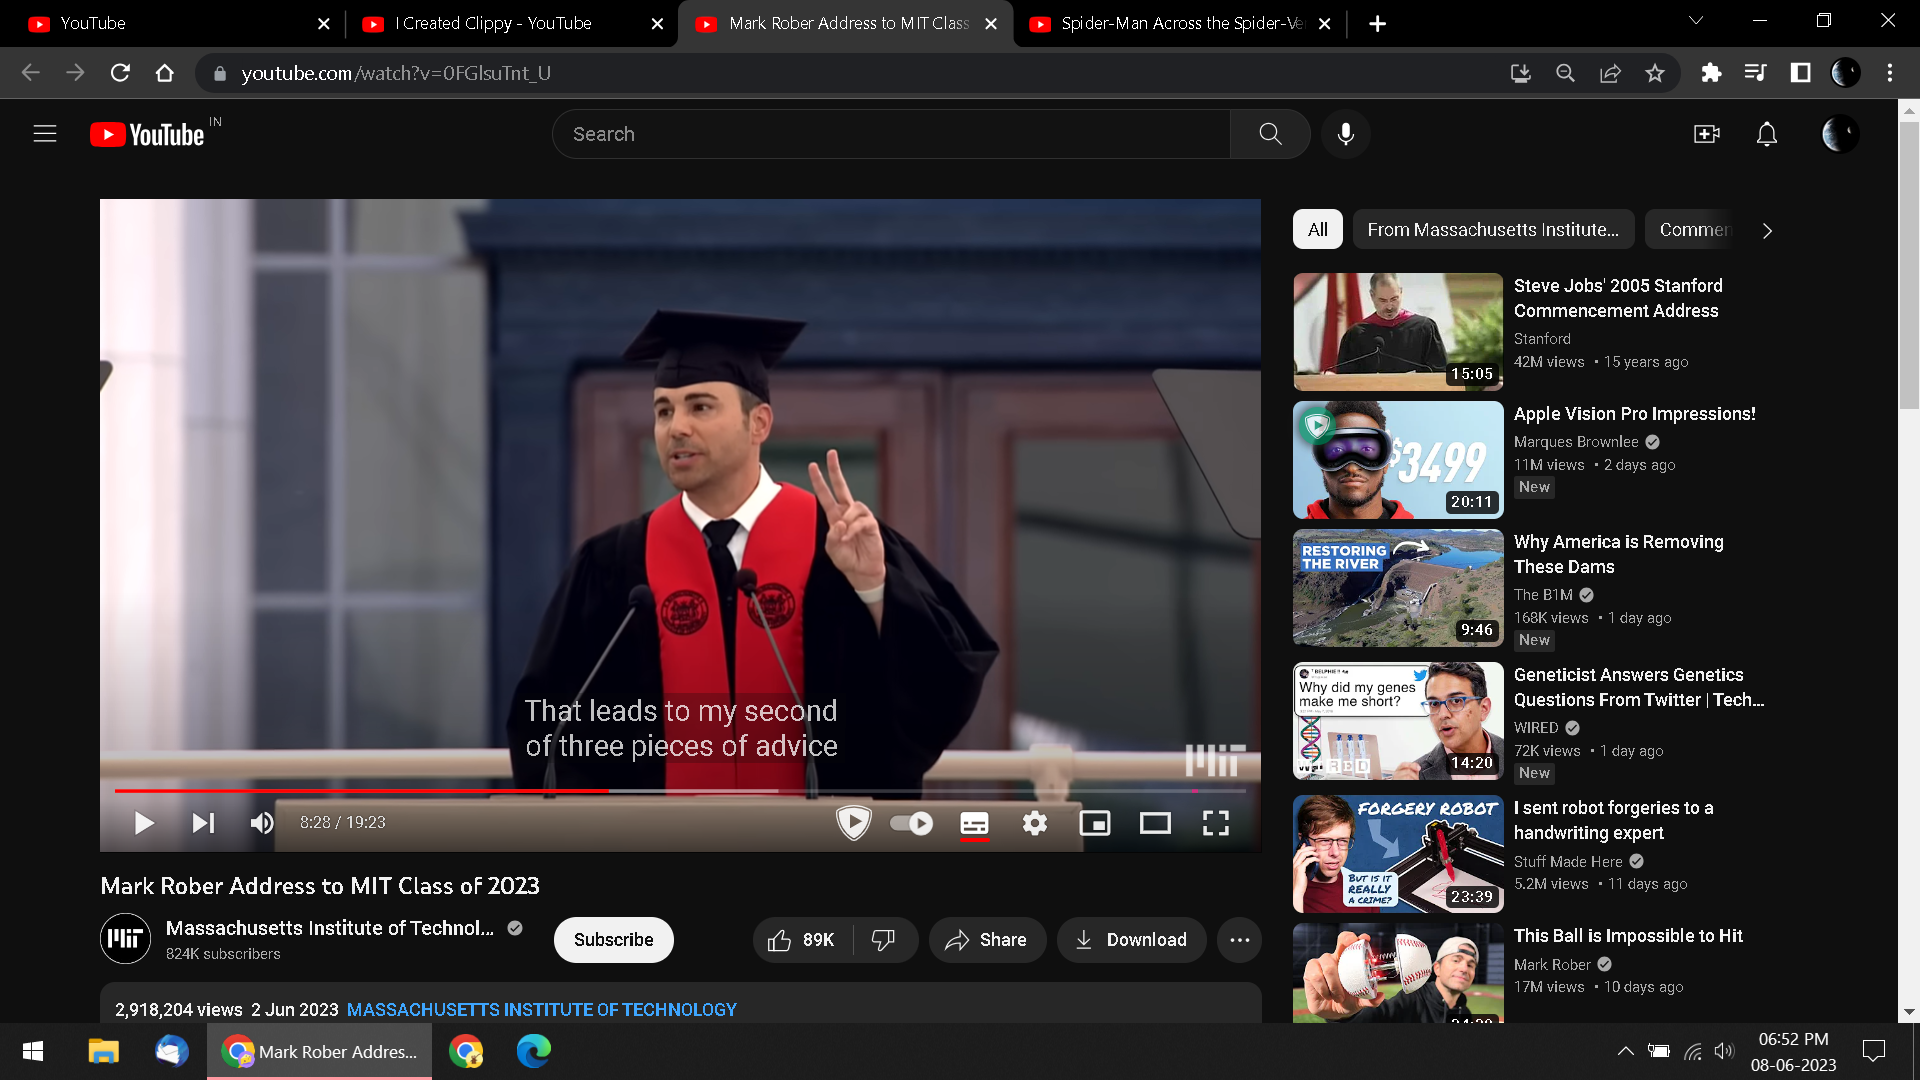 YouTube
I Created Clippy - YouTube
Mark Rober Address to MIT Class
Spider-Man Across the Spider-Ve
youtube.com/watch?v=0FGlsuTnt_U
YouTube IN
Search
All
From Massachusetts Institute...
Commen
That leads to my second
of three pieces of advice
MIT
8:28 / 19:23
Mark Rober Address to MIT Class of 2023
MIT
Massachusetts Institute of Technol...
824K subscribers
Subscribe
89K
Share
Download
2,918,204 views 2 Jun 2023 MASSACHUSETTS INSTITUTE OF TECHNOLOGY
15:05
Steve Jobs' 2005 Stanford
Commencement Address
Stanford
42M views • 15 years ago
$3499
20:11
Apple Vision Pro Impressions!
Marques Brownlee
11M views • 2 days ago
New
RESTORING
THE RIVER
9:46
Why America is Removing
These Dams
The B1M
168K views • 1 day ago
New
Why did my genes
make me short?
WIRED
14:20
Geneticist Answers Genetics
Questions From Twitter | Tech...
WIRED
72K views • 1 day ago
New
FORGERY ROBOT
BUT IS IT
REALLY
A CRIME?
23:39
I sent robot forgeries to a
handwriting expert
Stuff Made Here
5.2M views • 11 days ago
This Ball is Impossible to Hit
Mark Rober
17M views • 10 days ago
Mark Rober Addres...
06:52 PM
08-06-2023